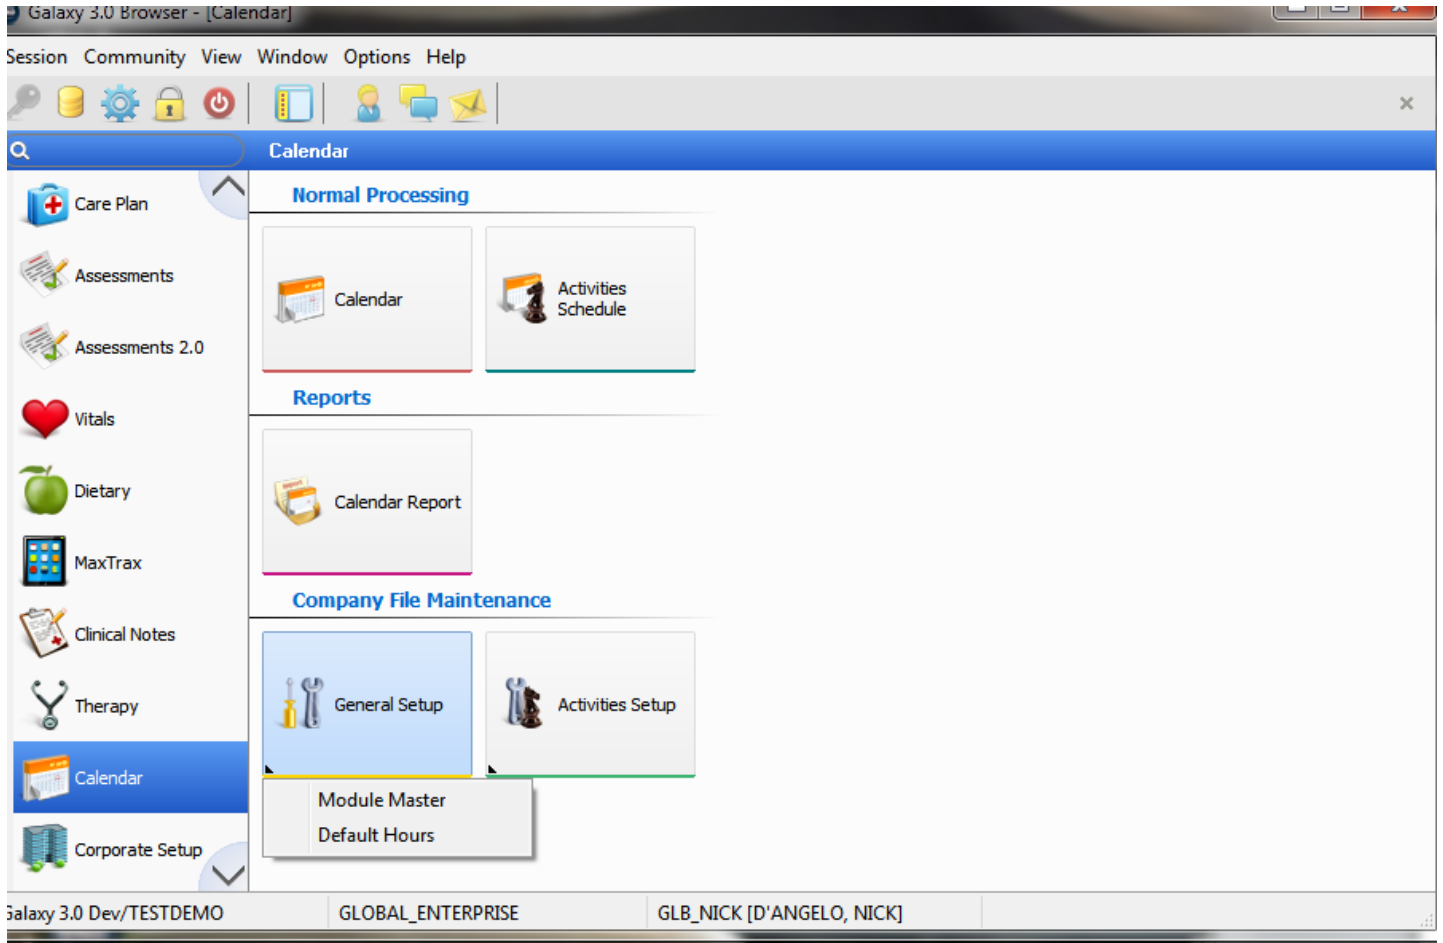 Galaxy 3.0 Browser - [Calendar]
Session Community View Window Options Help
Calendar
Care Plan
Assessments
Assessments 2.0
Vitals
Dietary
MaxTrax
Clinical Notes
Therapy
Calendar
Corporate Setup
Normal Processing
Calendar
Activities
Schedule
Reports
Calendar Report
Company File Maintenance
General Setup
Activities Setup
Module Master
Default Hours
Galaxy 3.0 Dev/TESTDEMO GLOBAL_ENTERPRISE GLB_NICK [D'ANGELO, NICK]